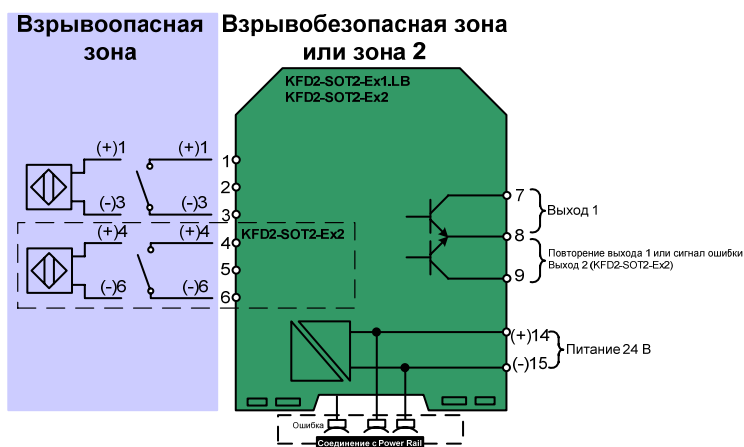 Взрывоопасная
зона
Взрывобезопасная зона
или зона 2
KFD2-SOT2-Ex1.LB
KFD2-SOT2-Ex2
(+)1
(+)1
1
2
(-)3
(-)3
3
7
Выход 1
8
(+)4
(+)4
KFD2-SOT2-Ex2
4
5
(-)6
(-)6
6
Повторение выхода 1 или сигнал ошибки
Выход 2 (KFD2-SOT2-Ex2)
9
(+)14
Питание 24 В
(-)15
Ошибка
Соединение с Power Rail